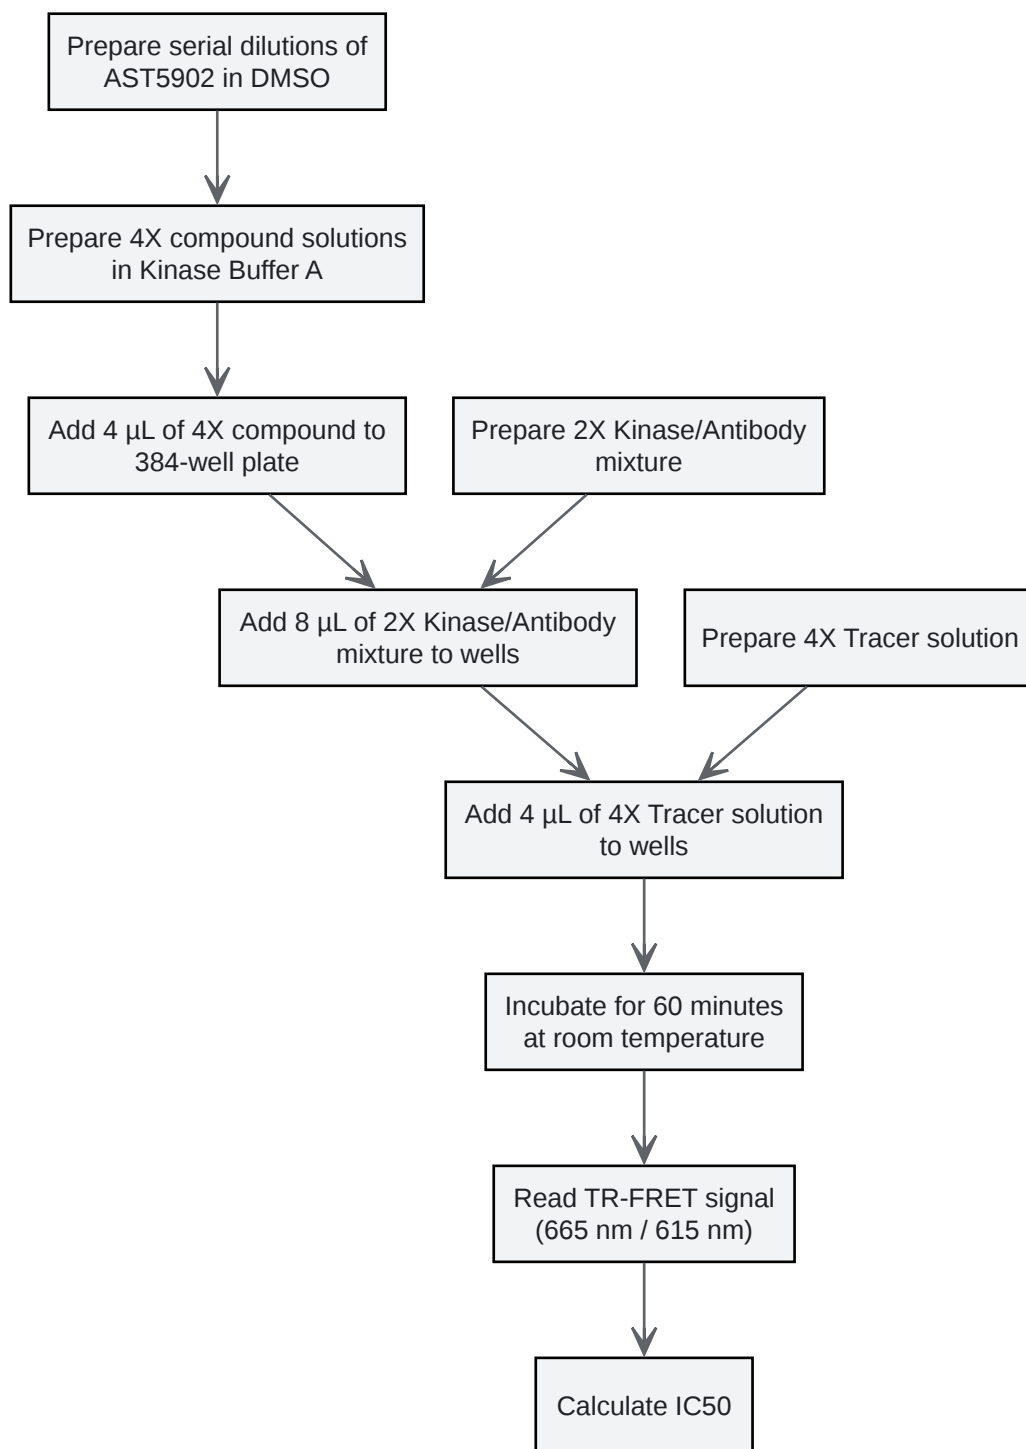 Prepare serial dilutions of
AST5902 in DMSO
Prepare 4X compound solutions
in Kinase Buffer A
Add 4 µL of 4X compound to
384-well plate
Prepare 2X Kinase/Antibody
mixture
Add 8 µL of 2X Kinase/Antibody
mixture to wells
Prepare 4X Tracer solution
Add 4 µL of 4X Tracer solution
to wells
Incubate for 60 minutes
at room temperature
Read TR-FRET signal
(665 nm / 615 nm)
Calculate IC50